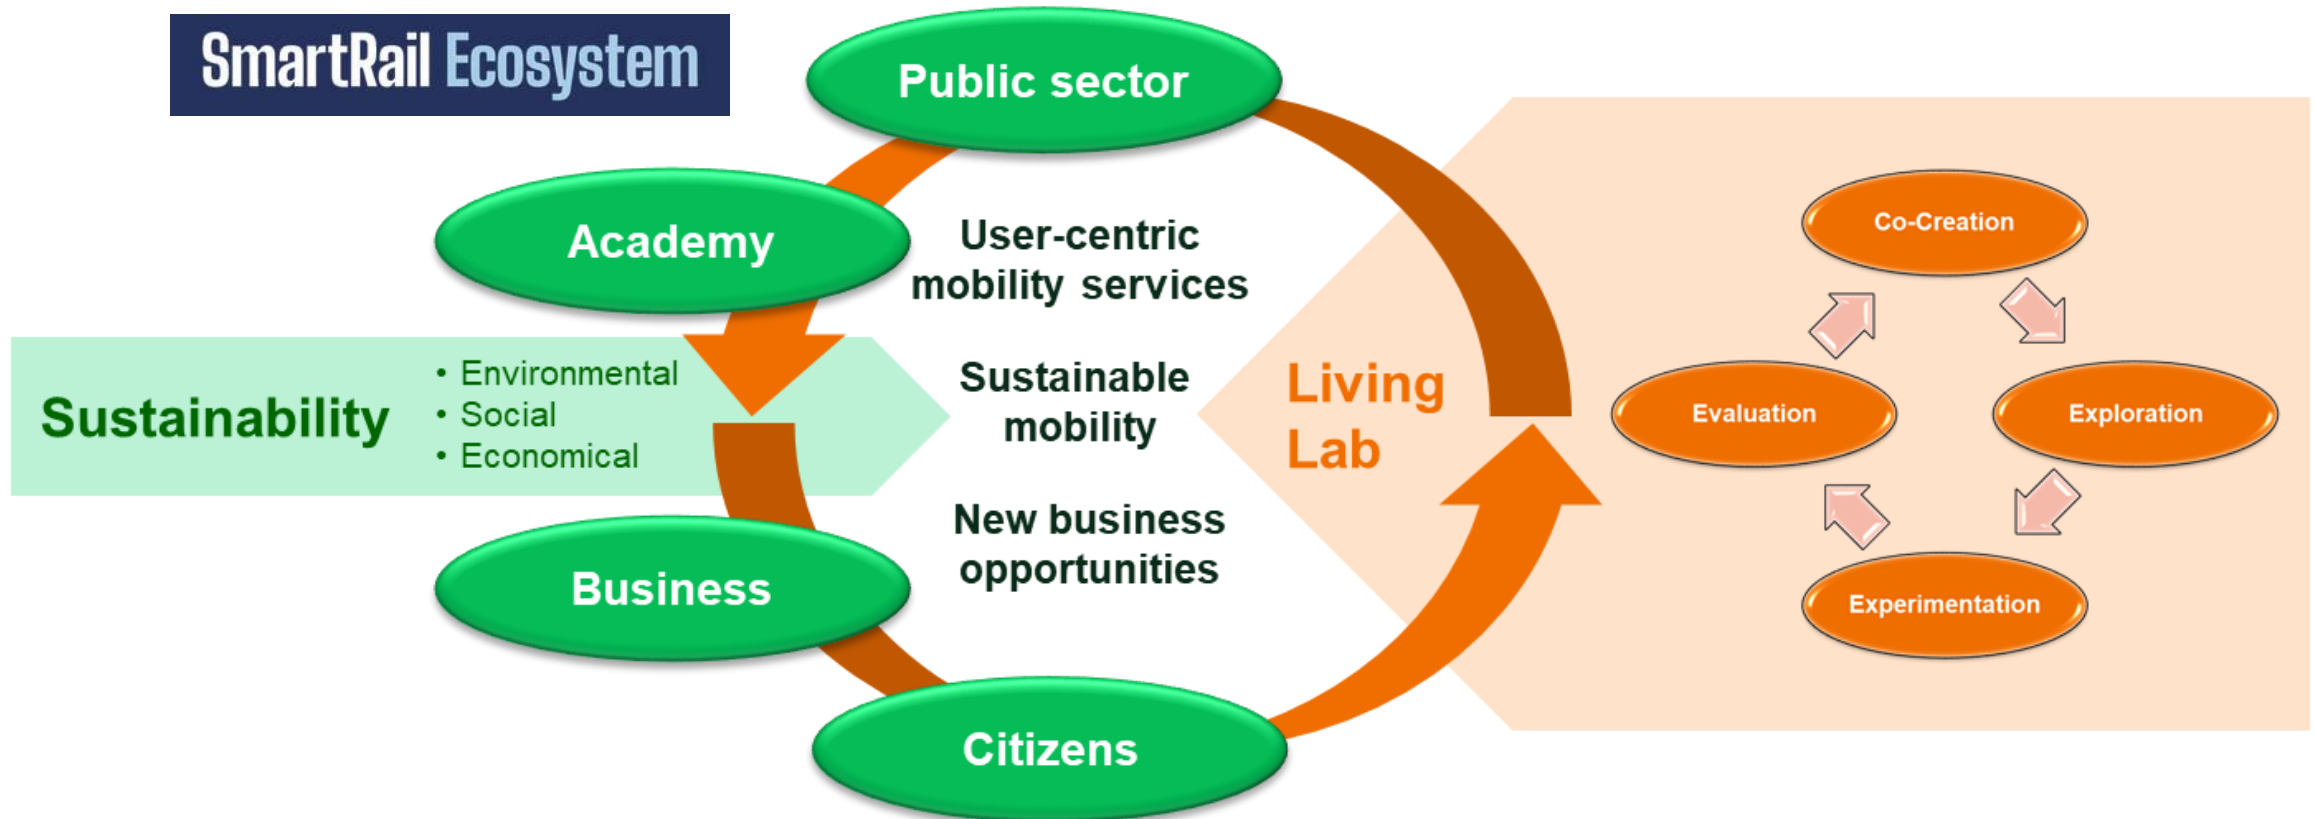 SmartRail Ecosystem
Public sector
Academy
User-centric
mobility services
Sustainability
• Environmental
• Social
• Economical
Sustainable
mobility
Living
Lab
New business
opportunities
Business
Citizens
Co-Creation
Evaluation
Exploration
Experimentation